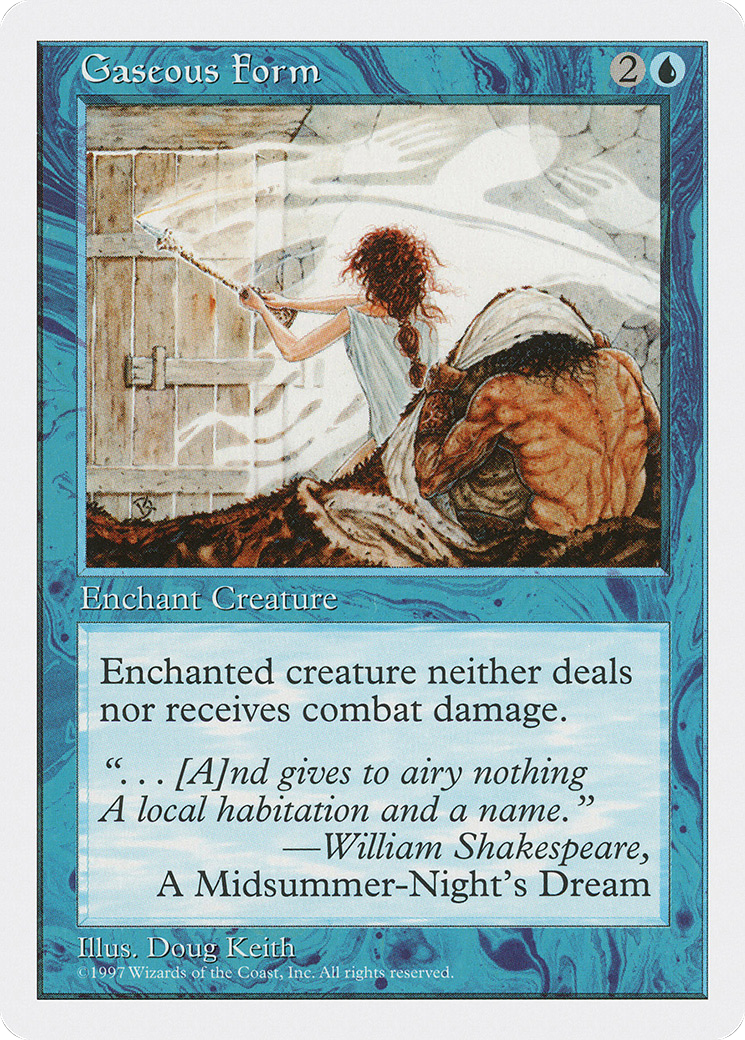 Gaseous Form
2
Enchant Creature
Enchanted creature neither deals
nor receives combat damage.
“. . . [A]nd gives to airy nothing
A local habitation and a name.”
—William Shakespeare,
A Midsummer-Night’s Dream
Illus. Doug Keith
©1997 Wizards of the Coast, Inc. All rights reserved.